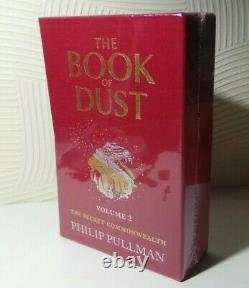 THE
BOOK
OF
DUST
VOLUME 2
THE SECRET COMMONWEALTH
PHILIP PULLMAN